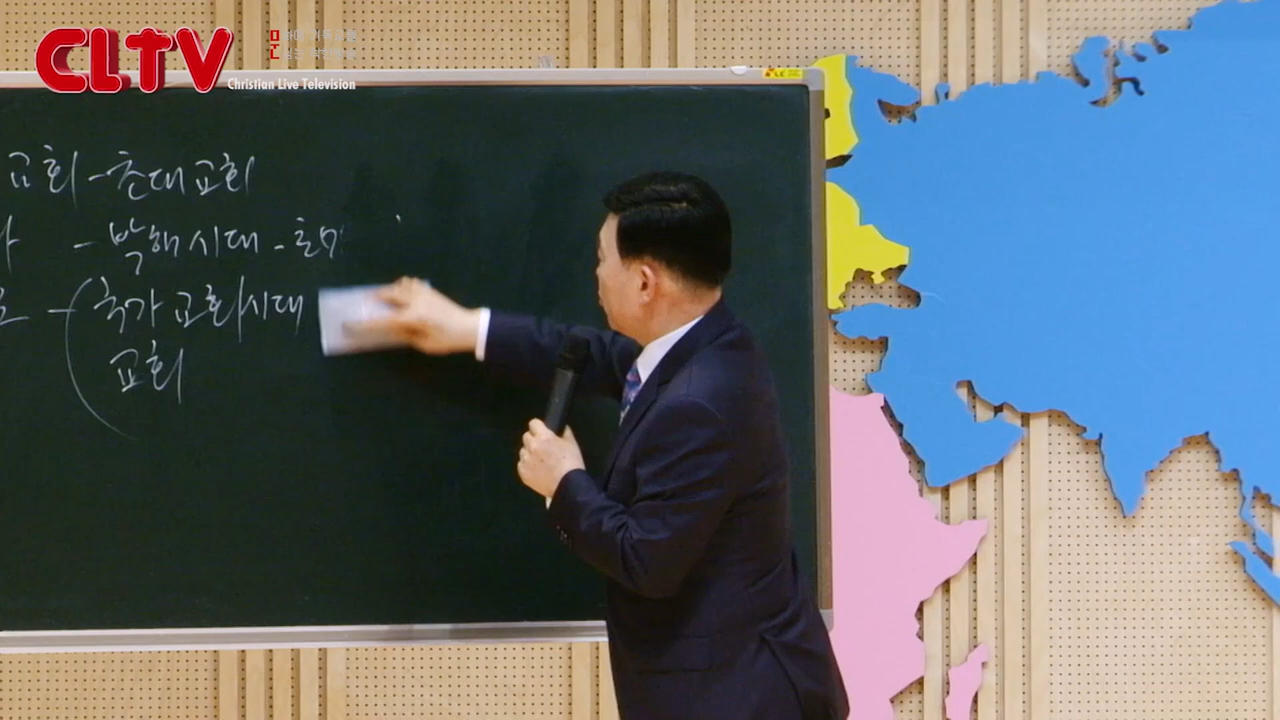 CLTV
Christian Live Television
교회 - 초대교회
- 박해시대 -
- ( 국가교회시대
교회